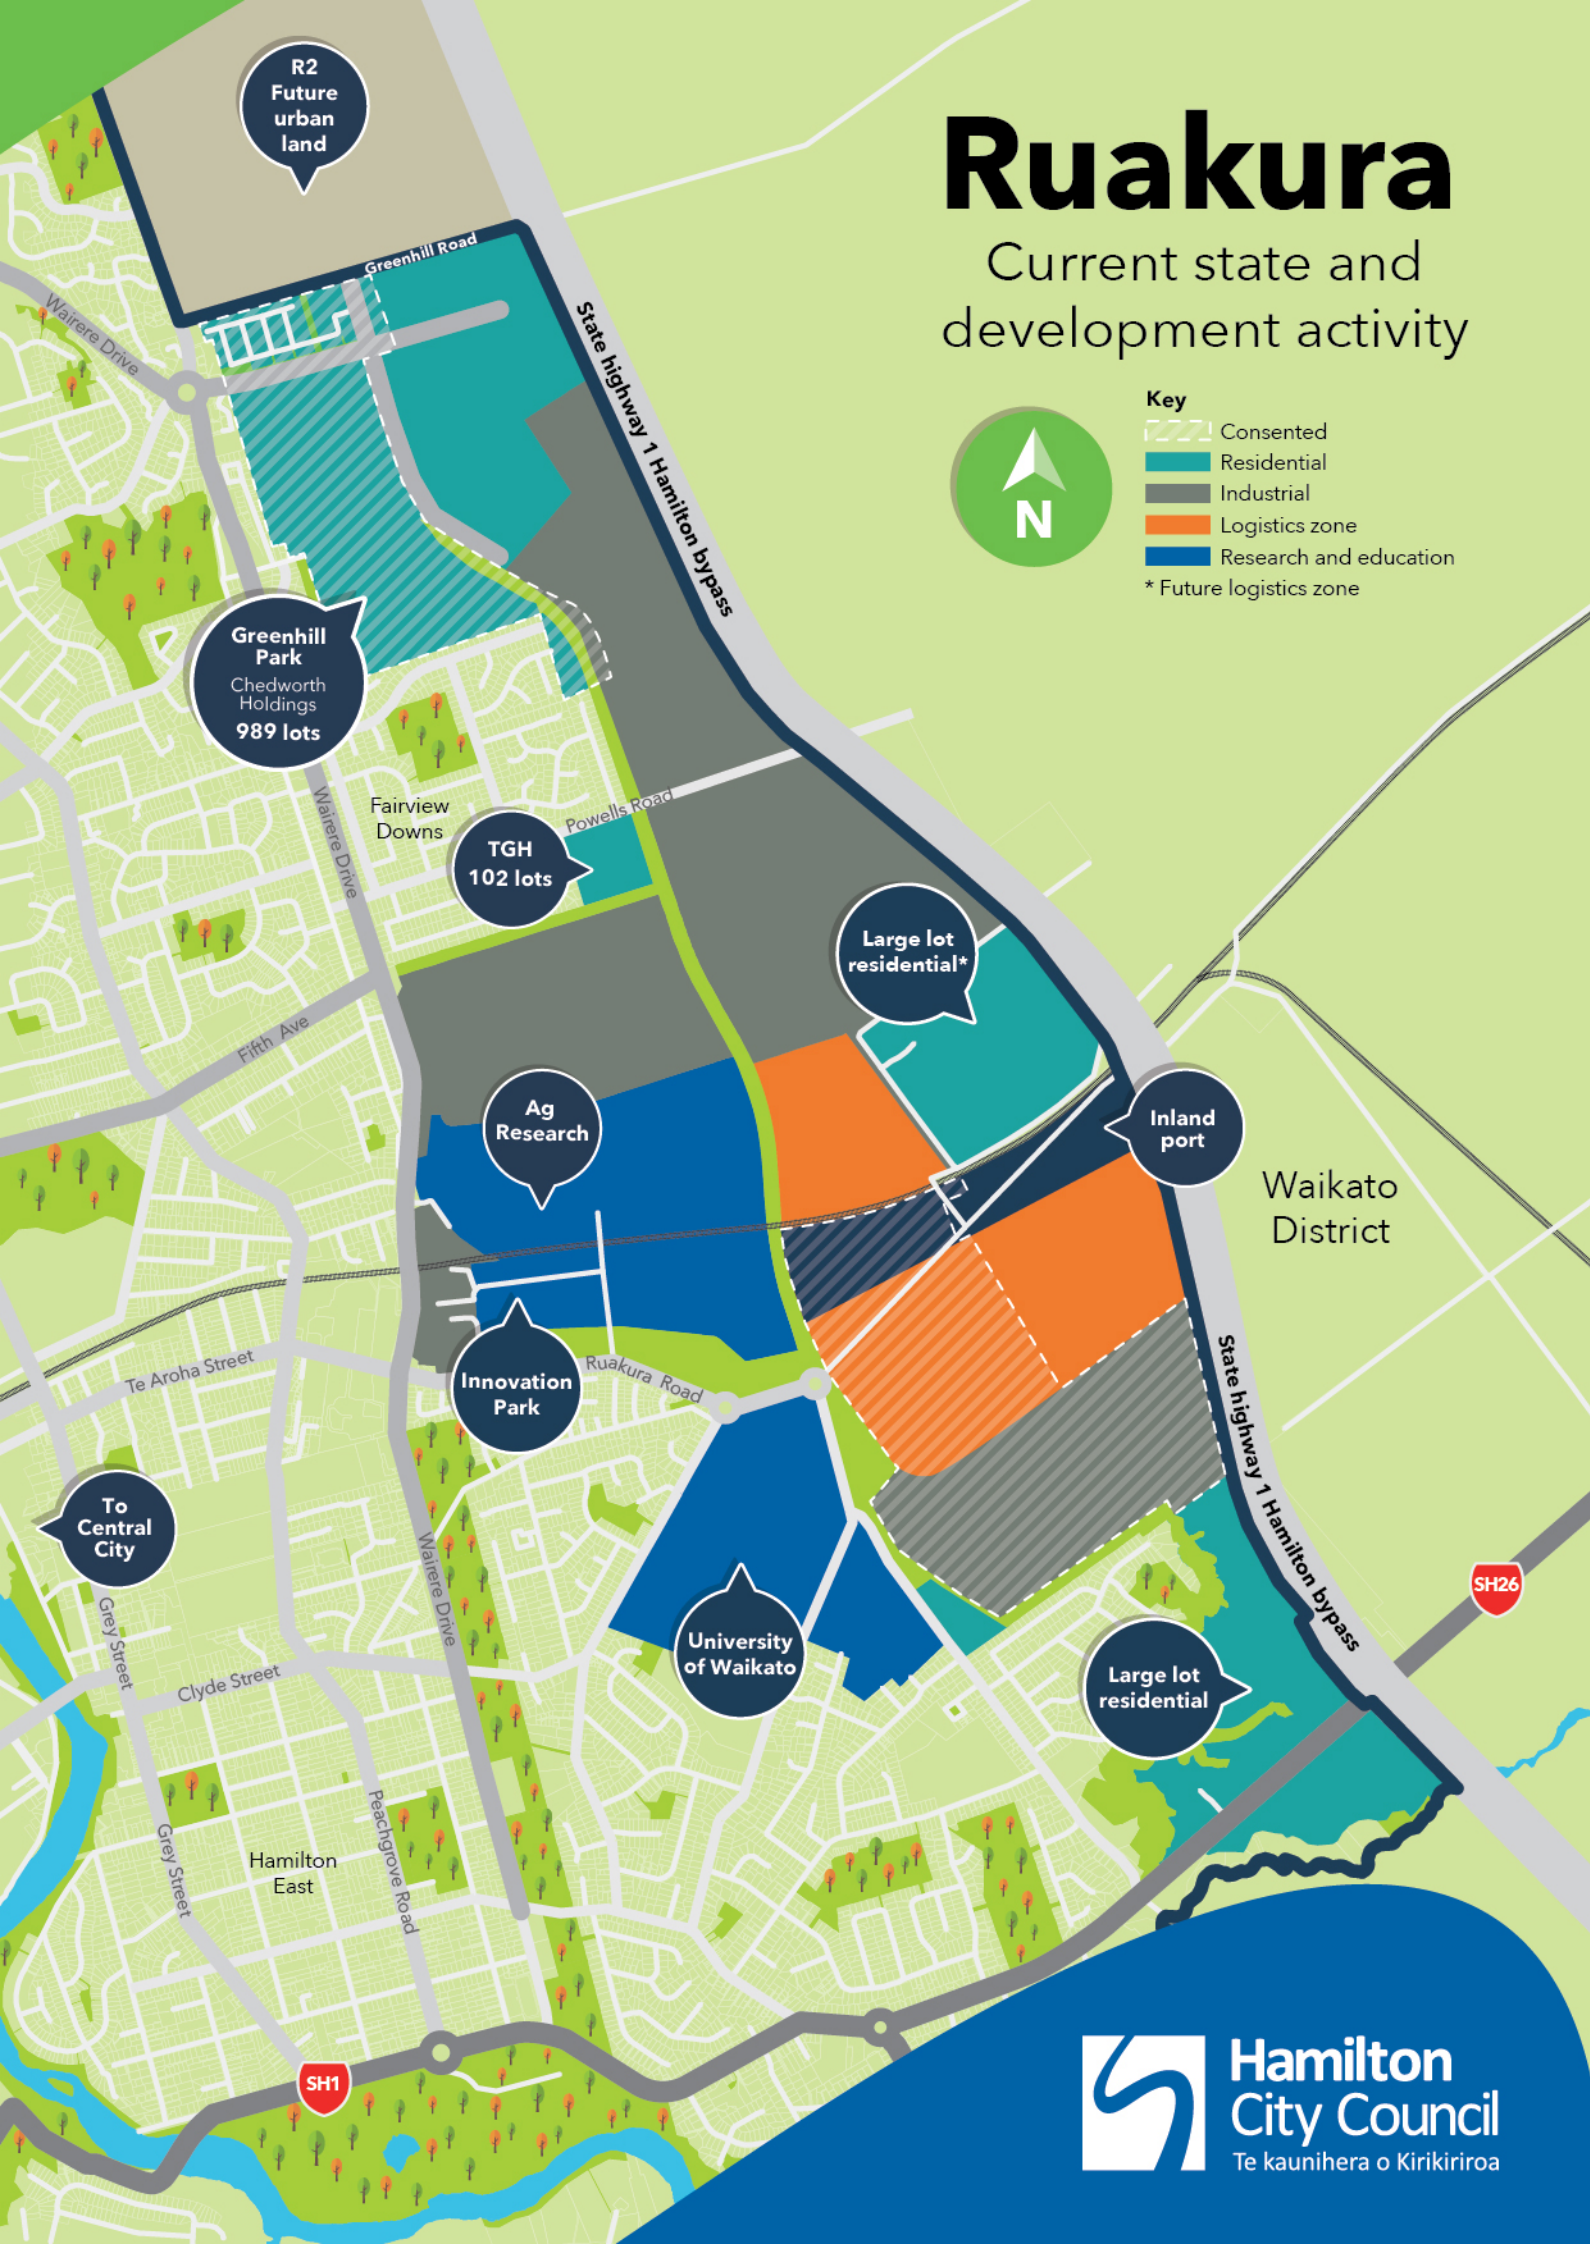 R2
Future
urban
land
Ruakura
Current state and
development activity
Key
Consented
Residential
Industrial
Logistics zone
Research and education
* Future logistics zone
N
Greenhill Road
Wairere Drive
State highway 1 Hamilton bypass
Greenhill
Park
Chedworth
Holdings
989 lots
Fairview
Downs
Wairere Drive
Powells Road
TGH
102 lots
Large lot
residential*
Fifth Ave
Ag
Research
Inland
port
Waikato
District
Te Aroha Street
Innovation
Park
Ruakura Road
State highway 1 Hamilton bypass
To
Central
City
Wairere Drive
SH26
Grey Street
Clyde Street
University
of Waikato
Large lot
residential
Peachgrove Road
Grey Street
Hamilton
East
SH1
Hamilton
City Council
Te kaunihera o Kirikiriroa